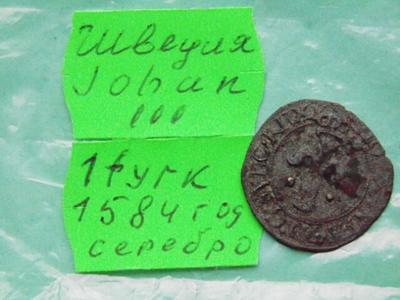 Швеция
Johan
III
1 fyrk
1584 год
серебро